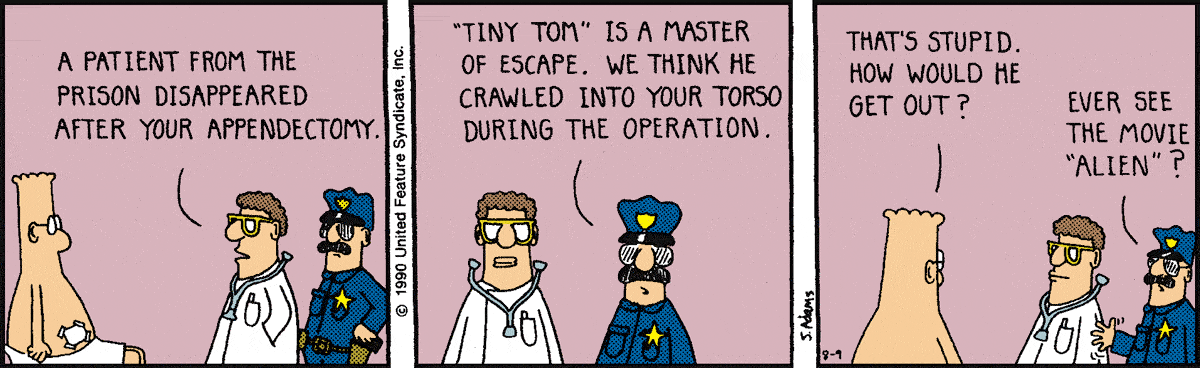 A PATIENT FROM THE
PRISON DISAPPEARED
AFTER YOUR APPENDECTOMY.
© 1990 United Feature Syndicate, Inc.
"TINY TOM" IS A MASTER
OF ESCAPE. WE THINK HE
CRAWLED INTO YOUR TORSO
DURING THE OPERATION.
S. Adams
THAT'S STUPID.
HOW WOULD HE
GET OUT?
EVER SEE
THE MOVIE
"ALIEN"?
8-9